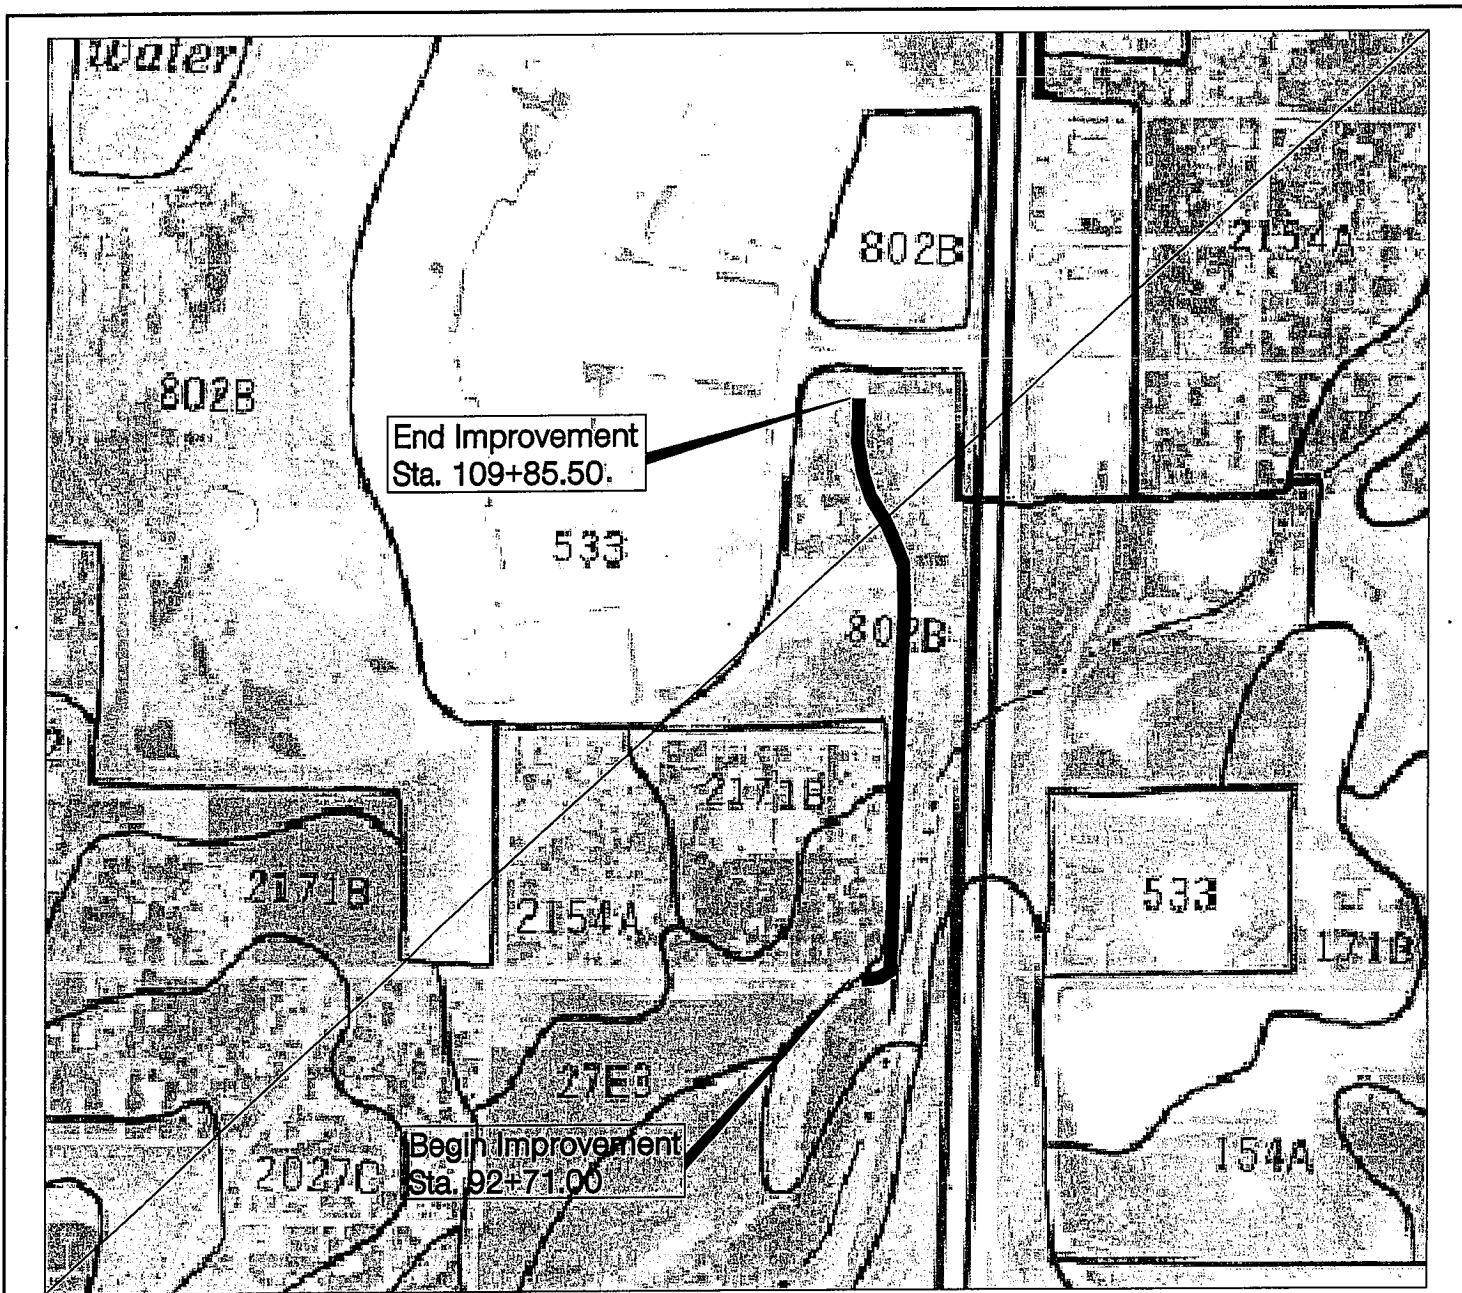 Water
2154A
802B
802B
End Improvement
Sta. 109+85.50
533
802B
2171B
2171B
533
2154A
171B
27E3
Begin Improvement
154A
2027C
Sta. 92+71.00